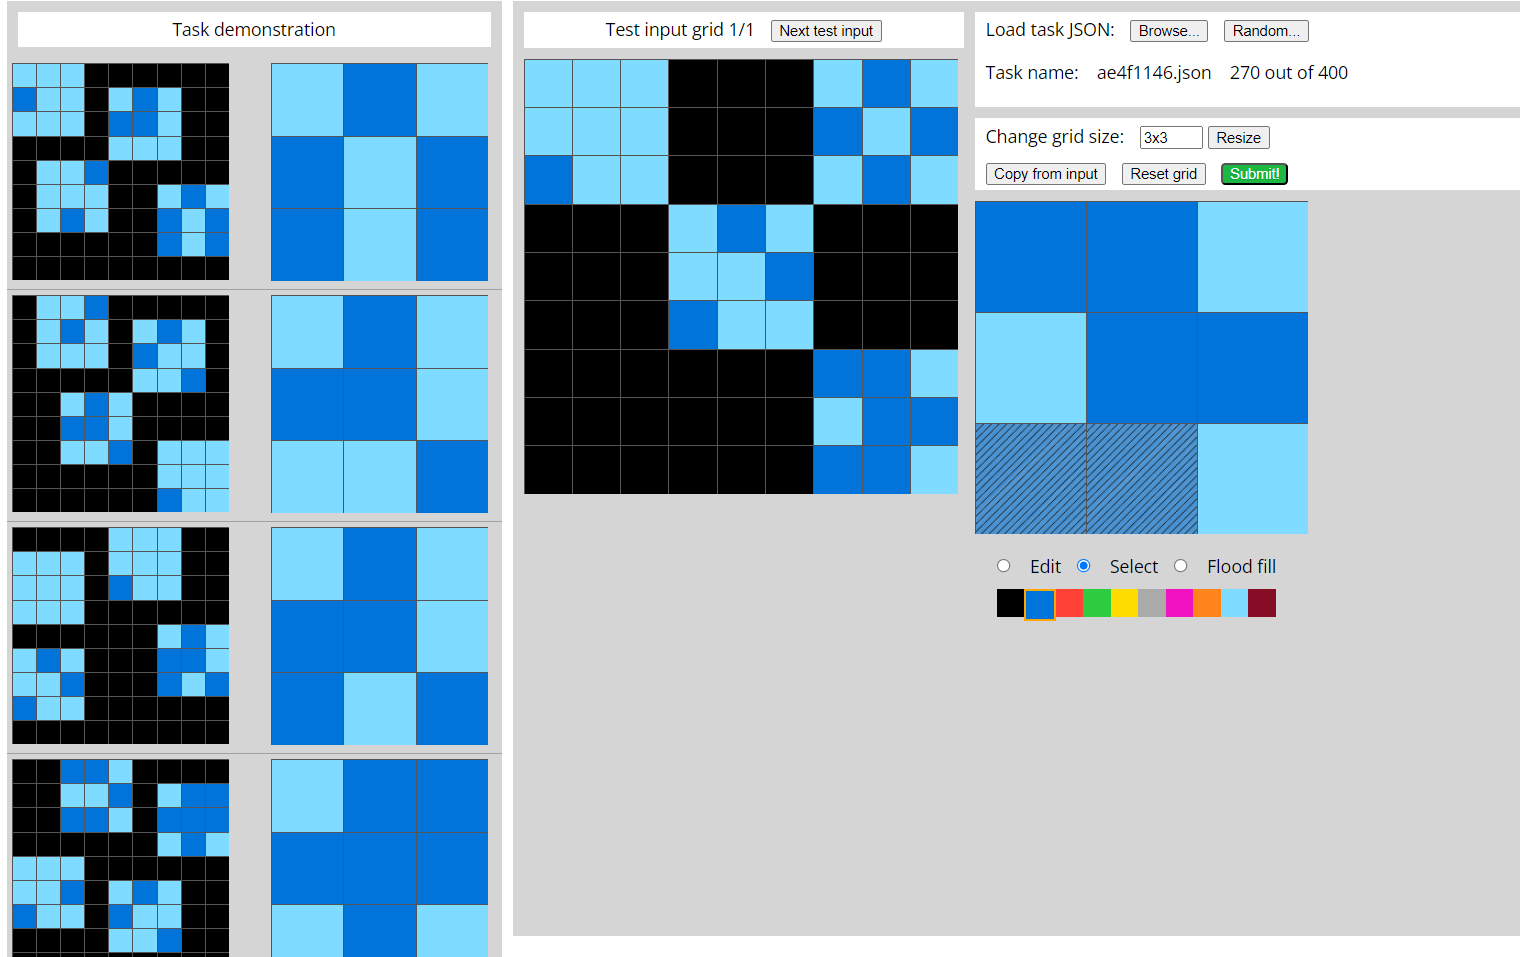 Task demonstration
Test input grid 1/1 Next test input
Load task JSON: Browse... Random...
Task name: ae4f1146.json 270 out of 400
Change grid size: 3x3 Resize
Copy from input Reset grid Submit!
Edit Select Flood fill